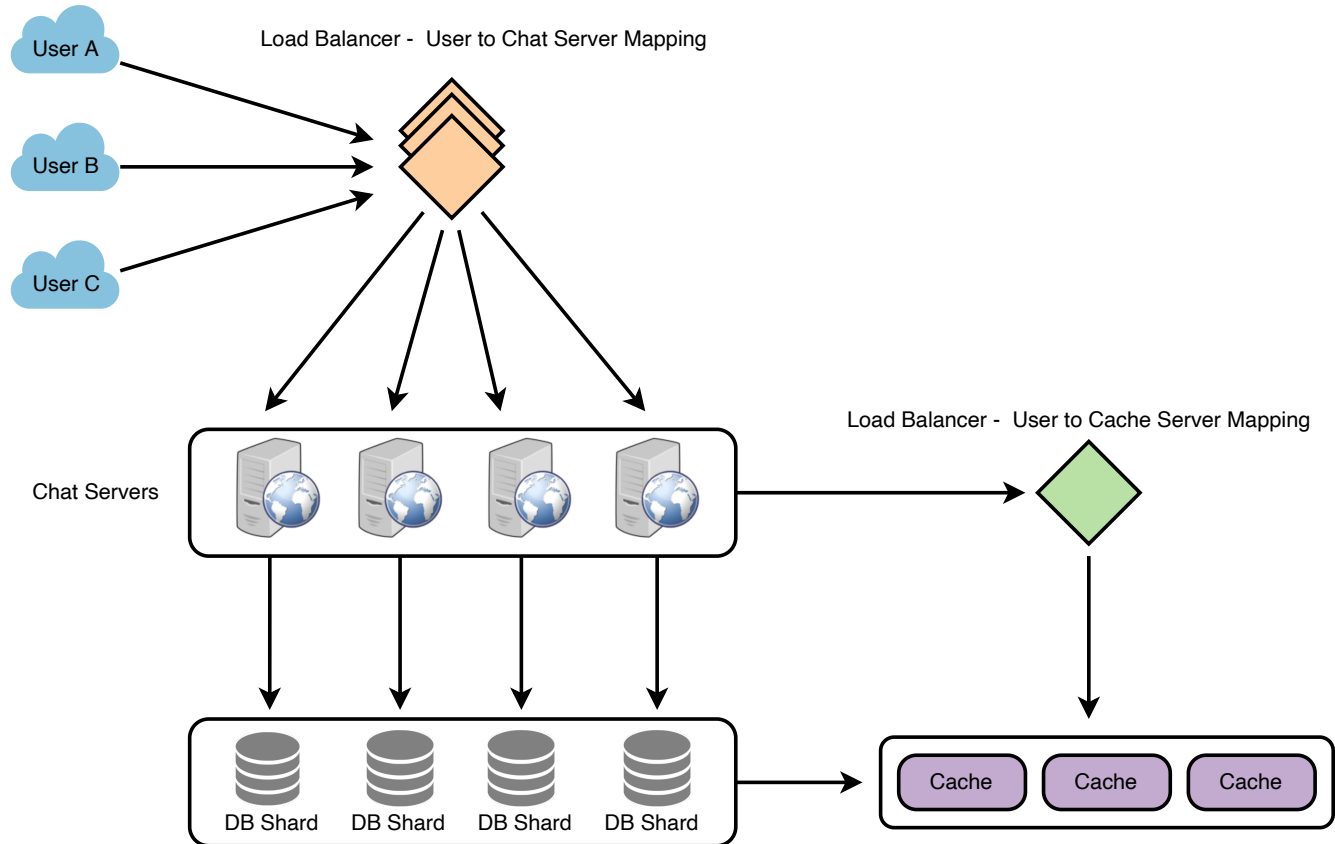 User A
Load Balancer -  User to Chat Server Mapping
User B
User C
Load Balancer -  User to Cache Server Mapping
Chat Servers
Cache
Cache
Cache
DB Shard
DB Shard
DB Shard
DB Shard